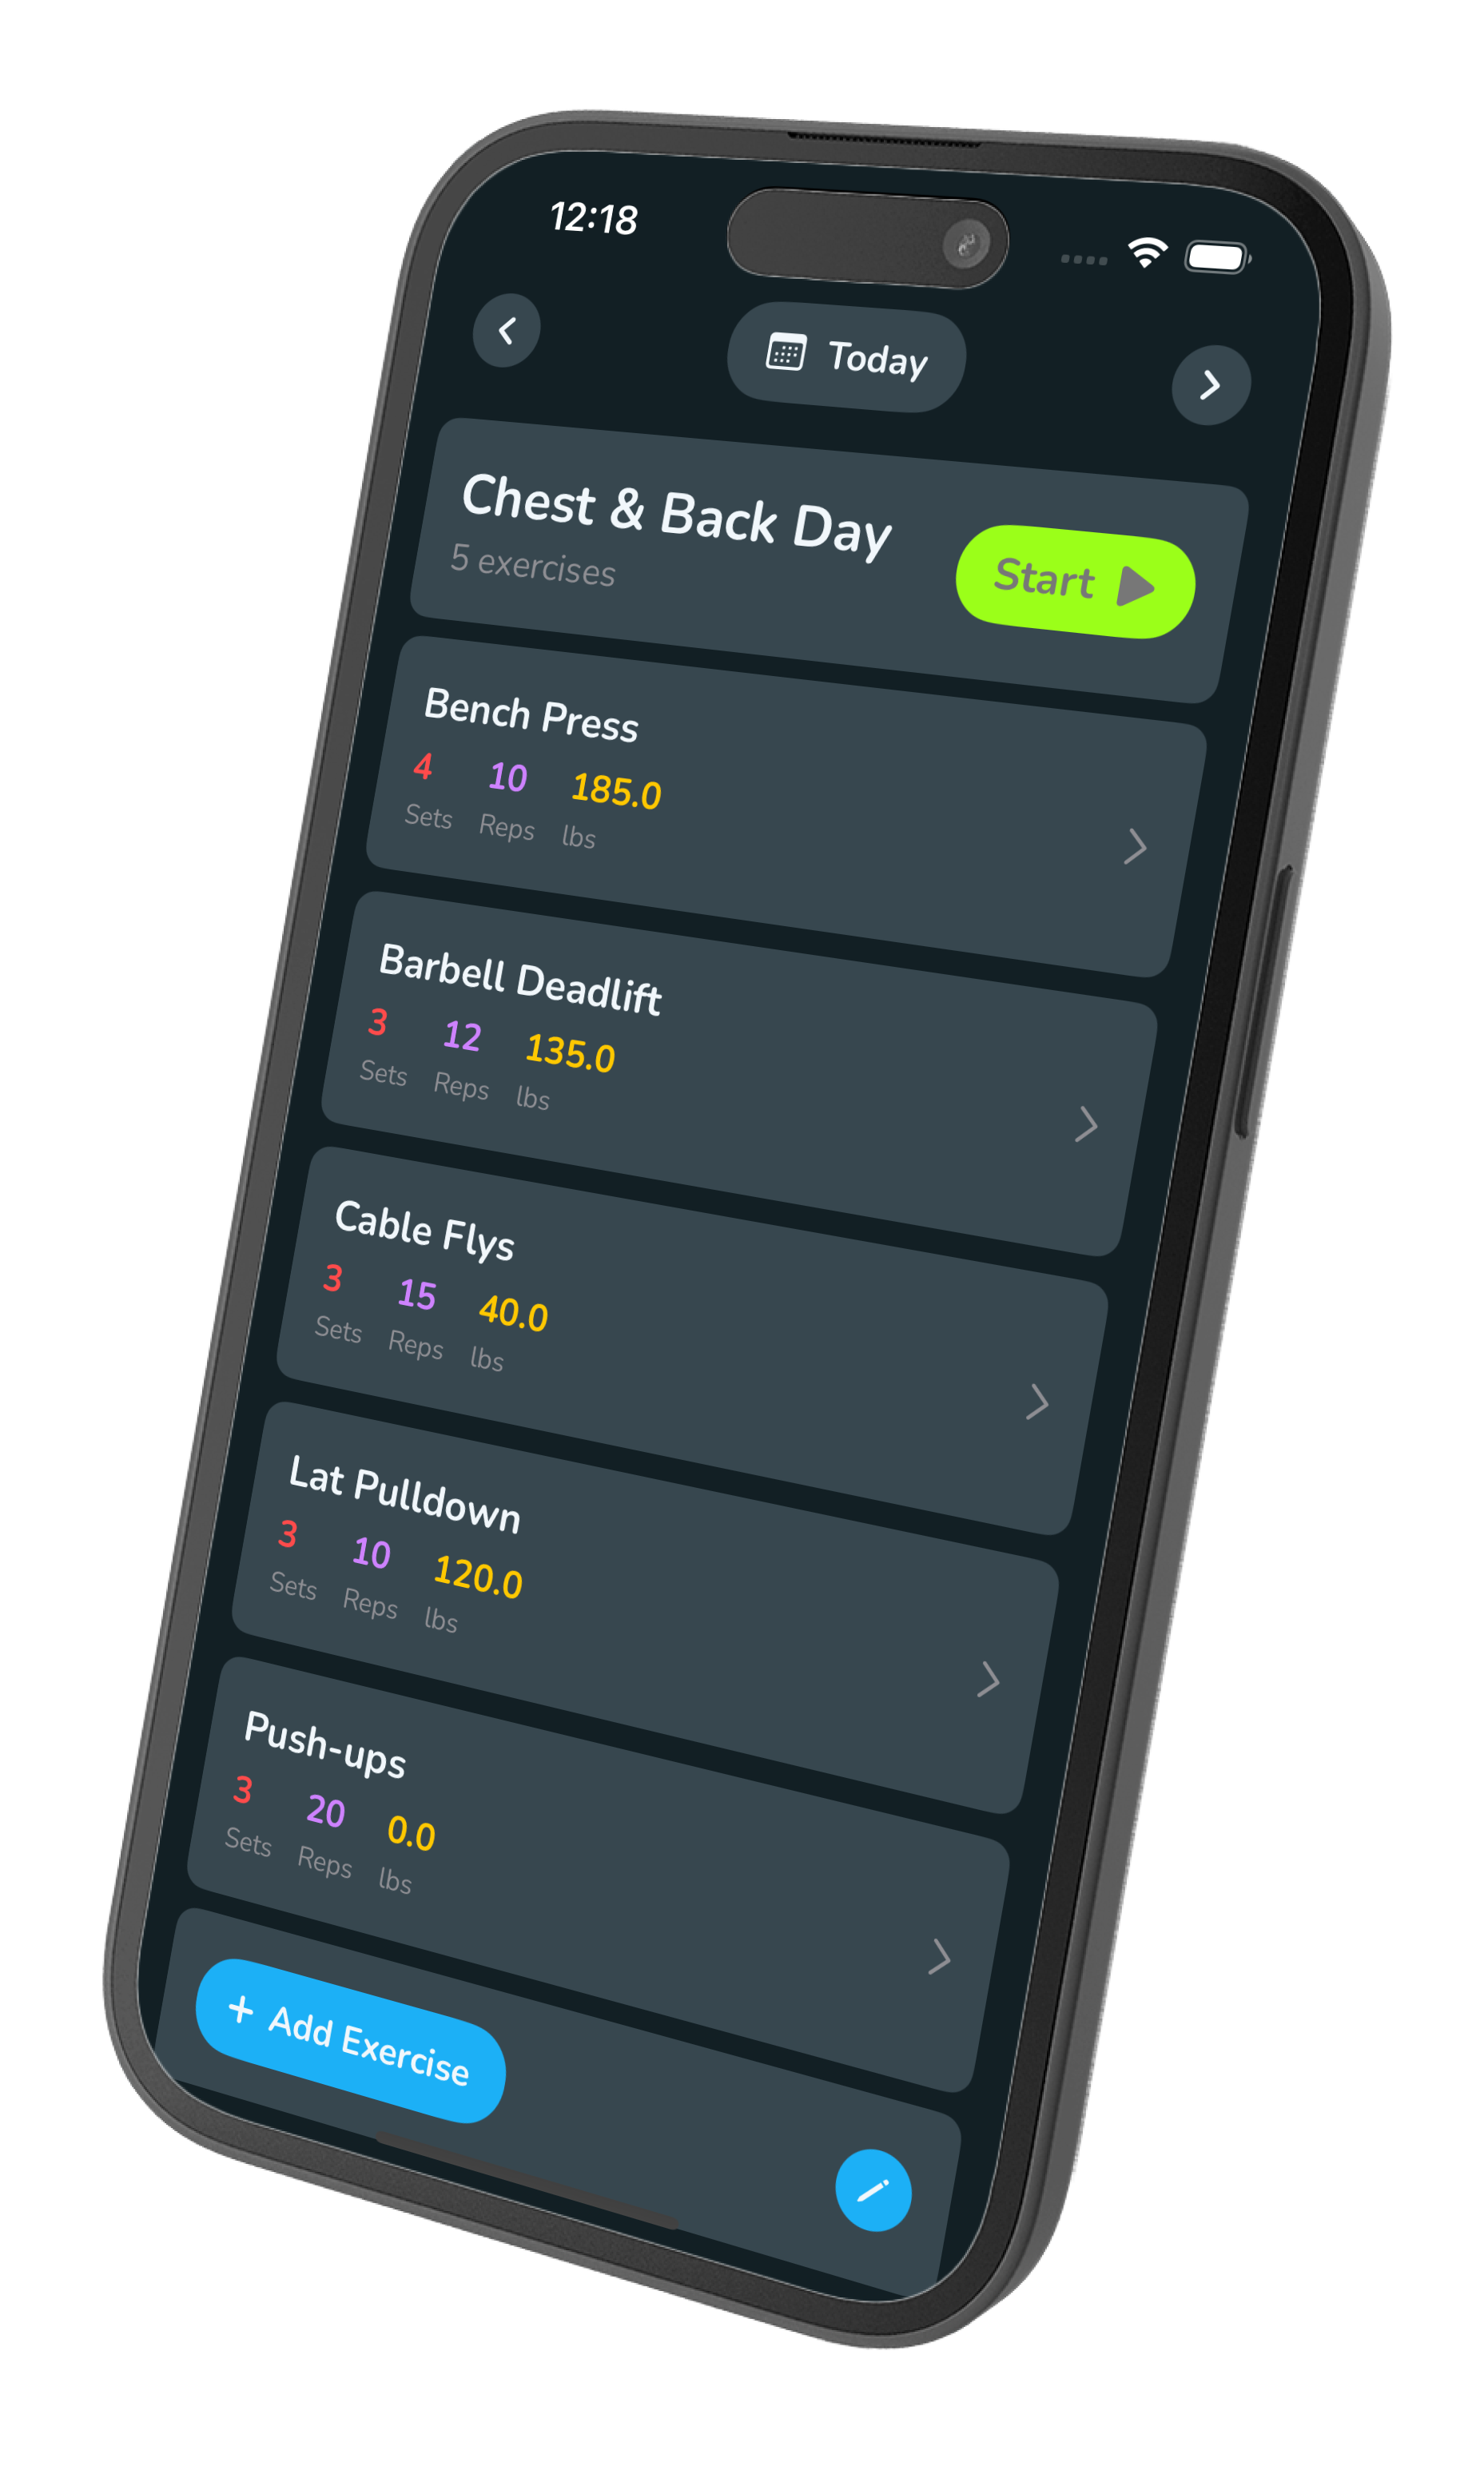 12:18
Today
Chest & Back Day
5 exercises
Start
Bench Press
4 10 185.0
Sets Reps lbs
Barbell Deadlift
3 12 135.0
Sets Reps lbs
Cable Flys
3 15 40.0
Sets Reps lbs
Lat Pulldown
3 10 120.0
Sets Reps lbs
Push-ups
3 20 0.0
Sets Reps lbs
+ Add Exercise